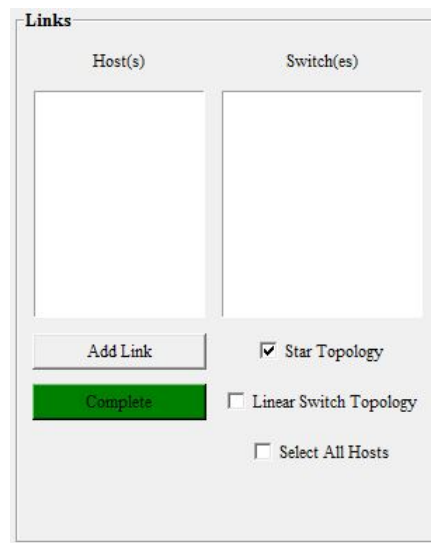 Links
Host(s) Switch(es)
Add Link Star Topology
Complete Linear Switch Topology
Select All Hosts